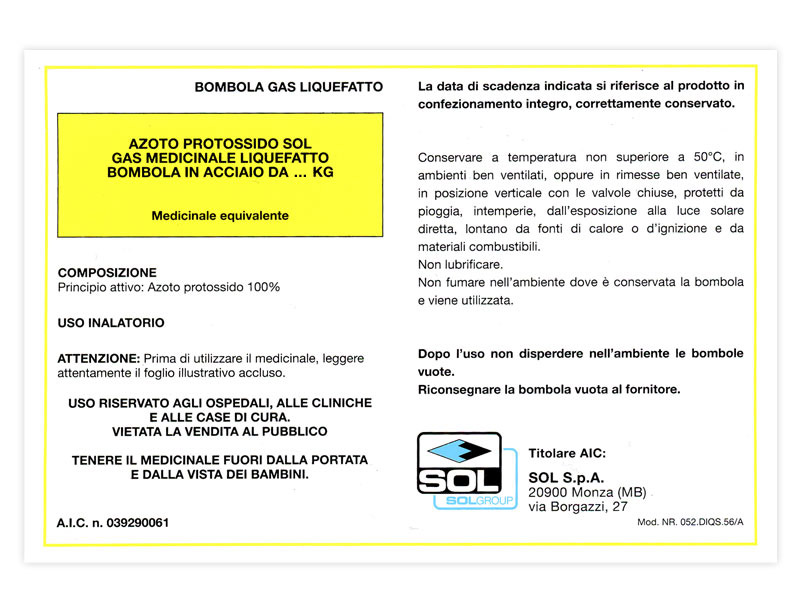 BOMBOLA GAS LIQUEFATTO
AZOTO PROTOSSIDO SOL
GAS MEDICINALE LIQUEFATTO
BOMBOLA IN ACCIAIO DA ... KG
Medicinale equivalente
COMPOSIZIONE
Principio attivo: Azoto protossido 100%
USO INALATORIO
ATTENZIONE: Prima di utilizzare il medicinale, leggere
attentamente il foglio illustrativo accluso.
USO RISERVATO AGLI OSPEDALI, ALLE CLINICHE
E ALLE CASE DI CURA.
VIETATA LA VENDITA AL PUBBLICO
TENERE IL MEDICINALE FUORI DALLA PORTATA
E DALLA VISTA DEI BAMBINI.
A.I.C. n. 039290061
La data di scadenza indicata si riferisce al prodotto in
confezionamento integro, correttamente conservato.
Conservare a temperatura non superiore a 50°C, in
ambienti ben ventilati, oppure in rimesse ben ventilate,
in posizione verticale con le valvole chiuse, protetti da
pioggia, intemperie, dall'esposizione alla luce solare
diretta, lontano da fonti di calore o d'ignizione e da
materiali combustibili.
Non lubrificare.
Non fumare nell'ambiente dove è conservata la bombola
e viene utilizzata.
Dopo l'uso non disperdere nell'ambiente le bombole
vuote.
Riconsegnare la bombola vuota al fornitore.
SOL
SOLGROUP
Titolare AIC:
SOL S.p.A.
20900 Monza (MB)
via Borgazzi, 27
Mod. NR. 052.DIQS.56/A